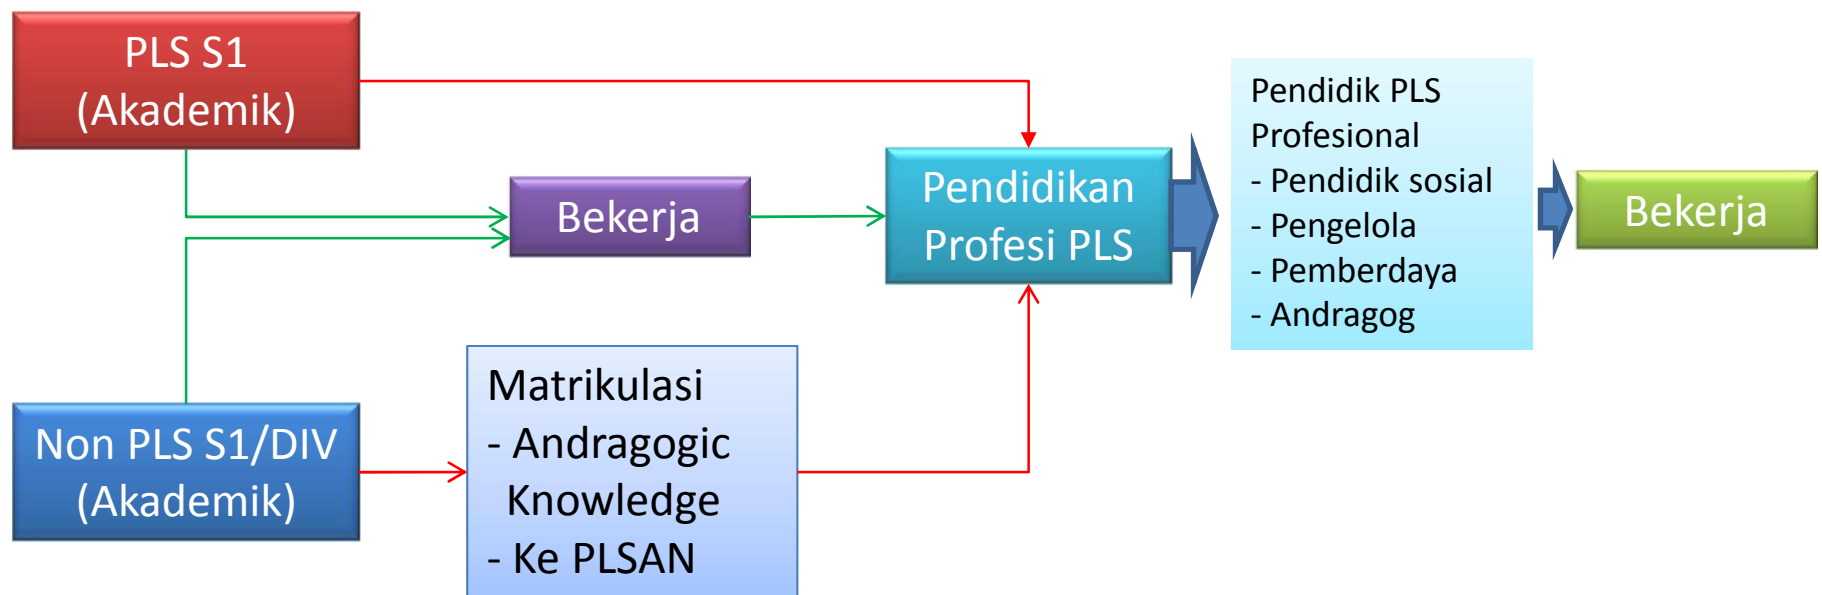 PLS S1
(Akademik)
Bekerja
Non PLS S1/DIV
(Akademik)
Matrikulasi
- Andragogic
Knowledge
- Ke PLSAN
Pendidikan
Profesi PLS
Pendidik PLS
Profesional
- Pendidik sosial
- Pengelola
- Pemberdaya
- Andragog
Bekerja